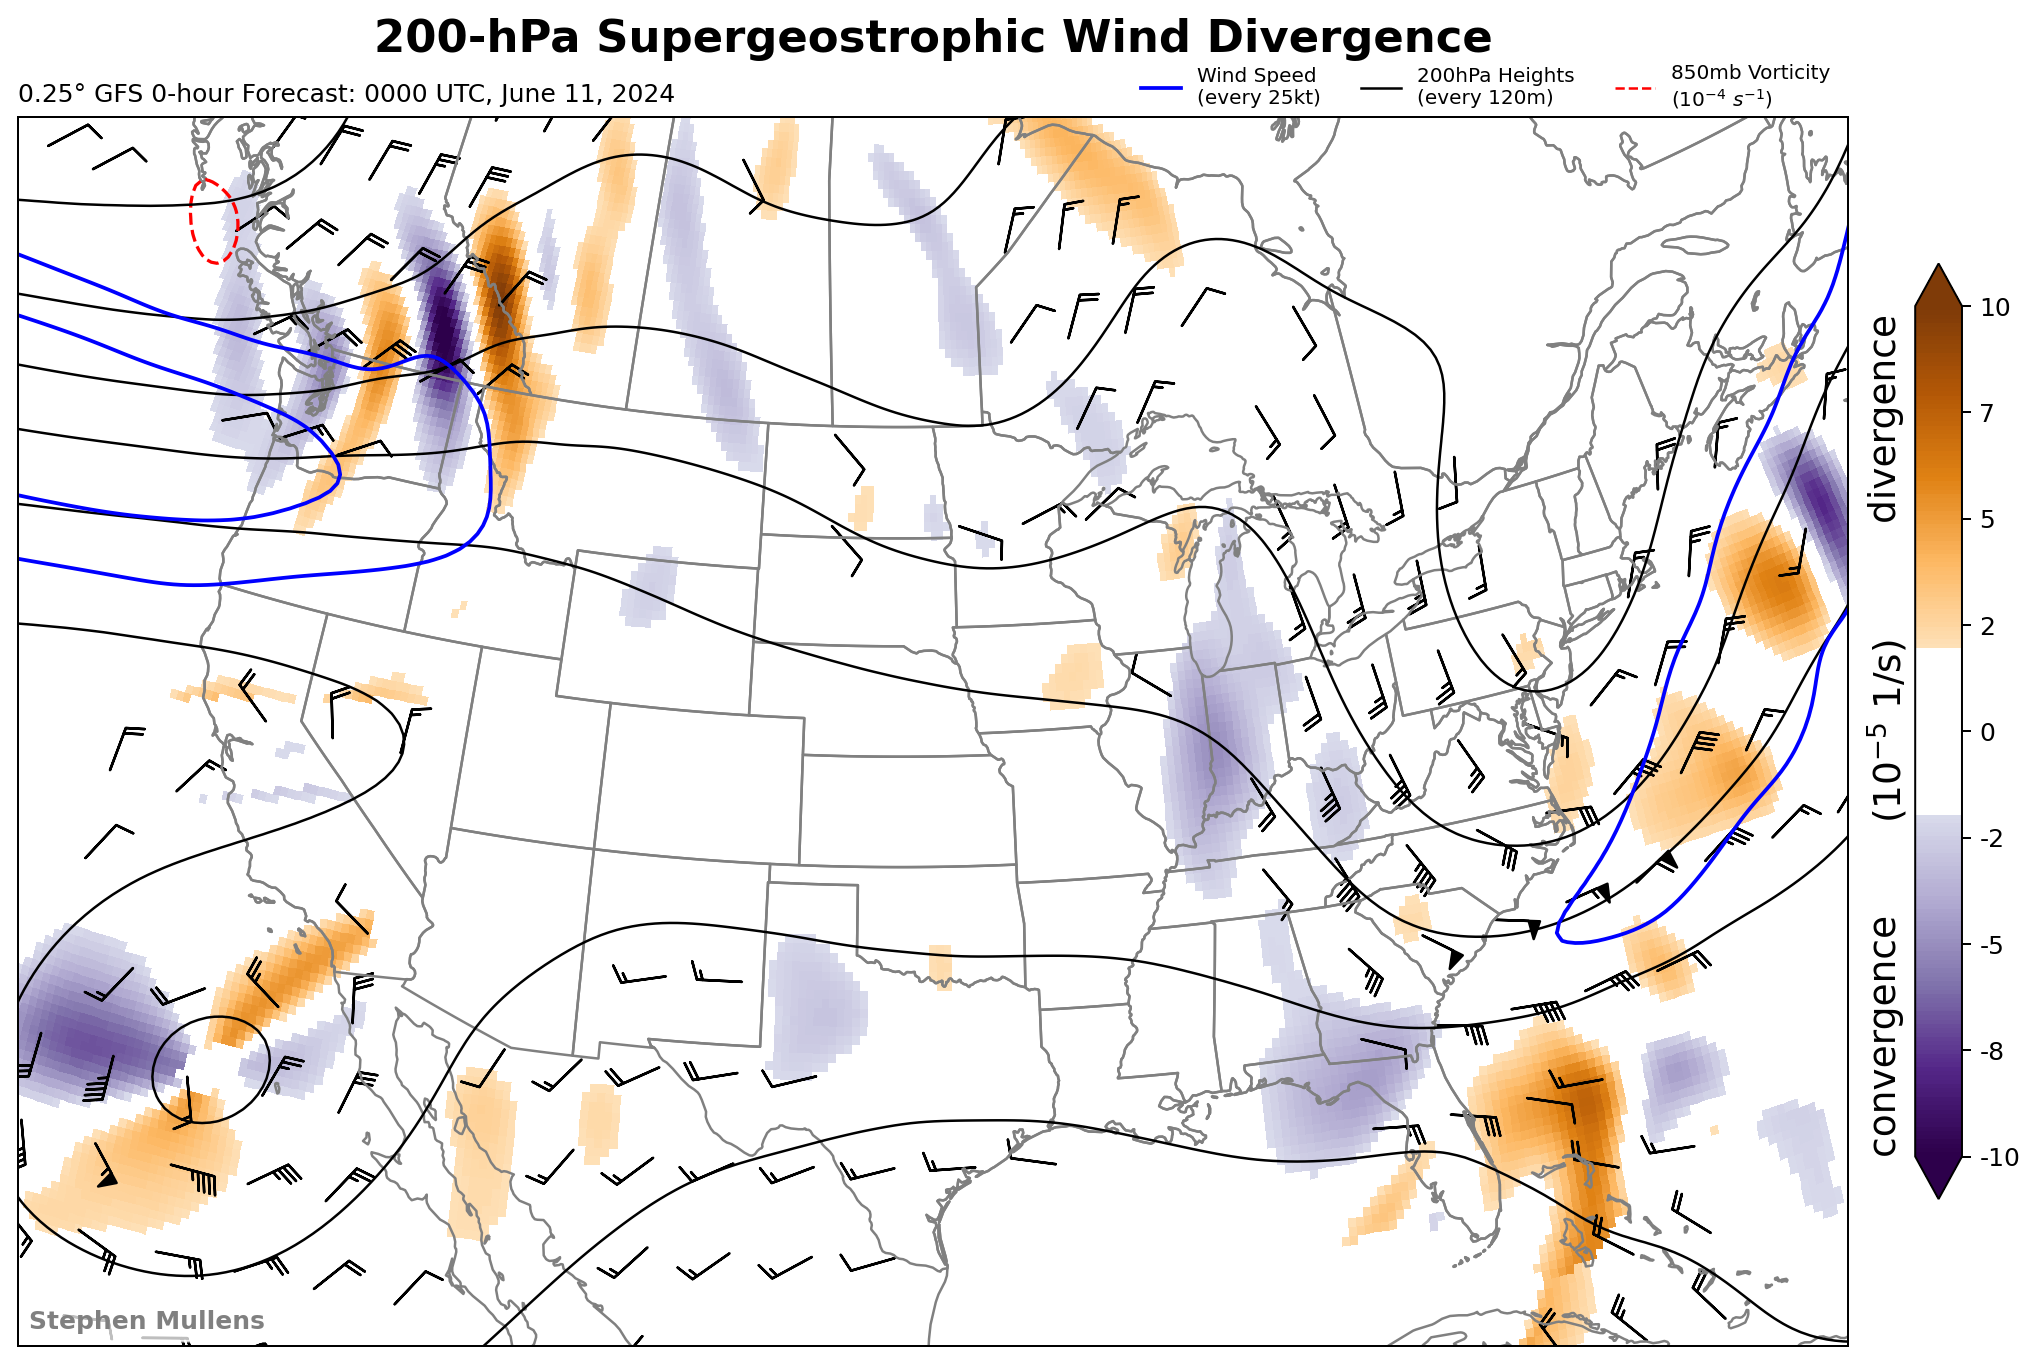 200-hPa Supergeostrophic Wind Divergence
0.25° GFS 0-hour Forecast: 0000 UTC, June 11, 2024
Wind Speed
(every 25kt)
200hPa Heights
(every 120m)
850mb Vorticity
(10⁻⁴ s⁻¹)
10
7
5
2
0
-2
-5
-8
-10
convergence (10⁻⁵ 1/s) divergence
Stephen Mullens